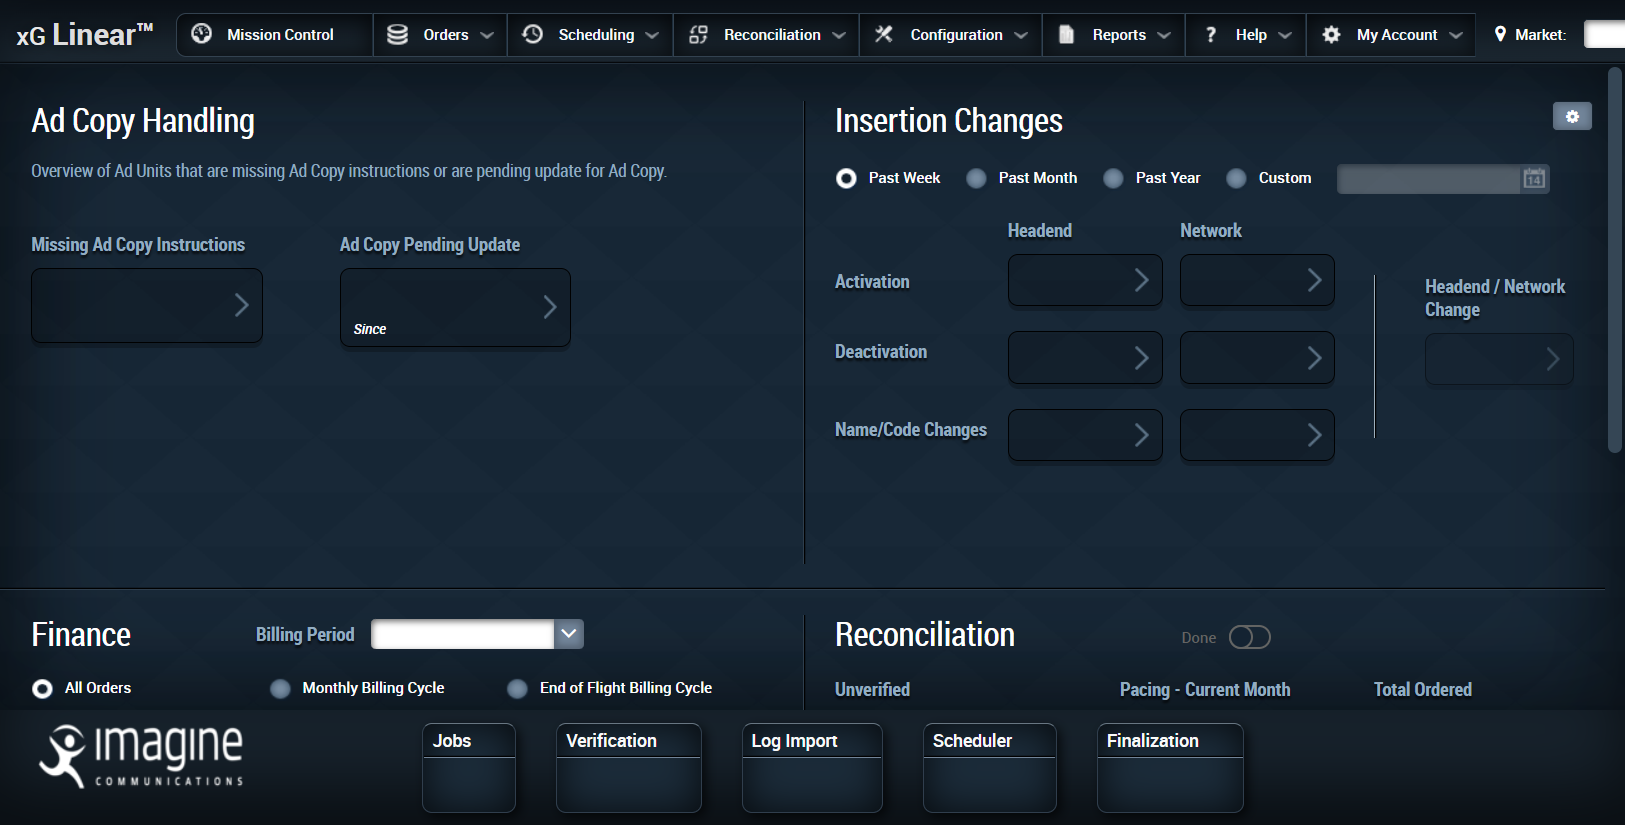 xG Linear™
Mission Control
Orders
Scheduling
Reconciliation
Configuration
Reports
? Help
My Account
Market:
Ad Copy Handling
Overview of Ad Units that are missing Ad Copy instructions or are pending update for Ad Copy.
Missing Ad Copy Instructions
Ad Copy Pending Update
Since
Insertion Changes
Past Week
Past Month
Past Year
Custom
14
Headend
Network
Activation
Deactivation
Name/Code Changes
Headend / Network
Change
Finance
Billing Period
All Orders
Monthly Billing Cycle
End of Flight Billing Cycle
Reconciliation
Done
Unverified
Pacing - Current Month
Total Ordered
imagine
COMMUNICATIONS
Jobs
Verification
Log Import
Scheduler
Finalization